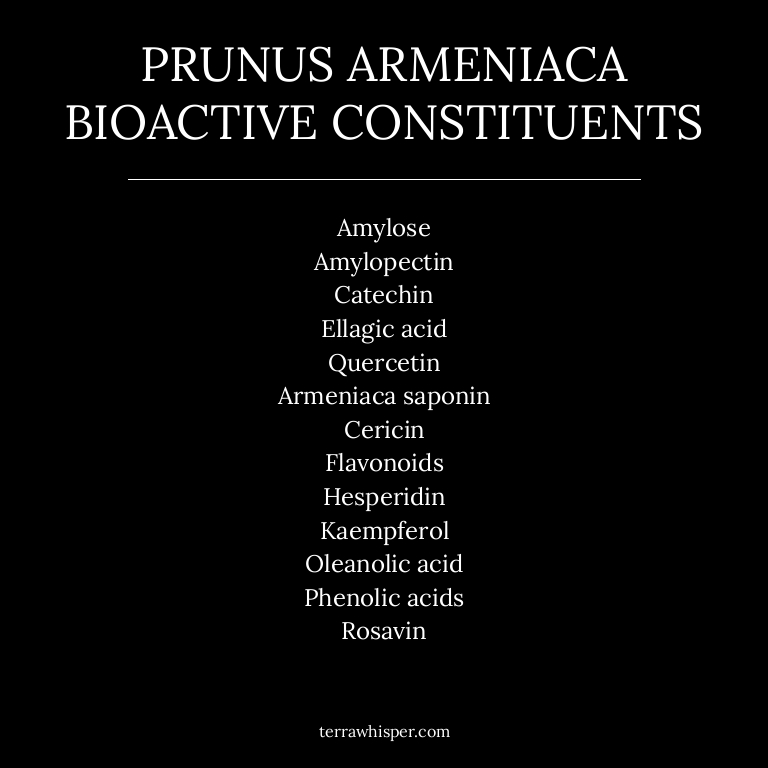 PRUNUS ARMENIACA
BIOACTIVE CONSTITUENTS
Amylose
Amylopectin
Catechin
Ellagic acid
Quercetin
Armeniaca saponin
Cericin
Flavonoids
Hesperidin
Kaempferol
Oleanolic acid
Phenolic acids
Rosavin
terrawhisper.com